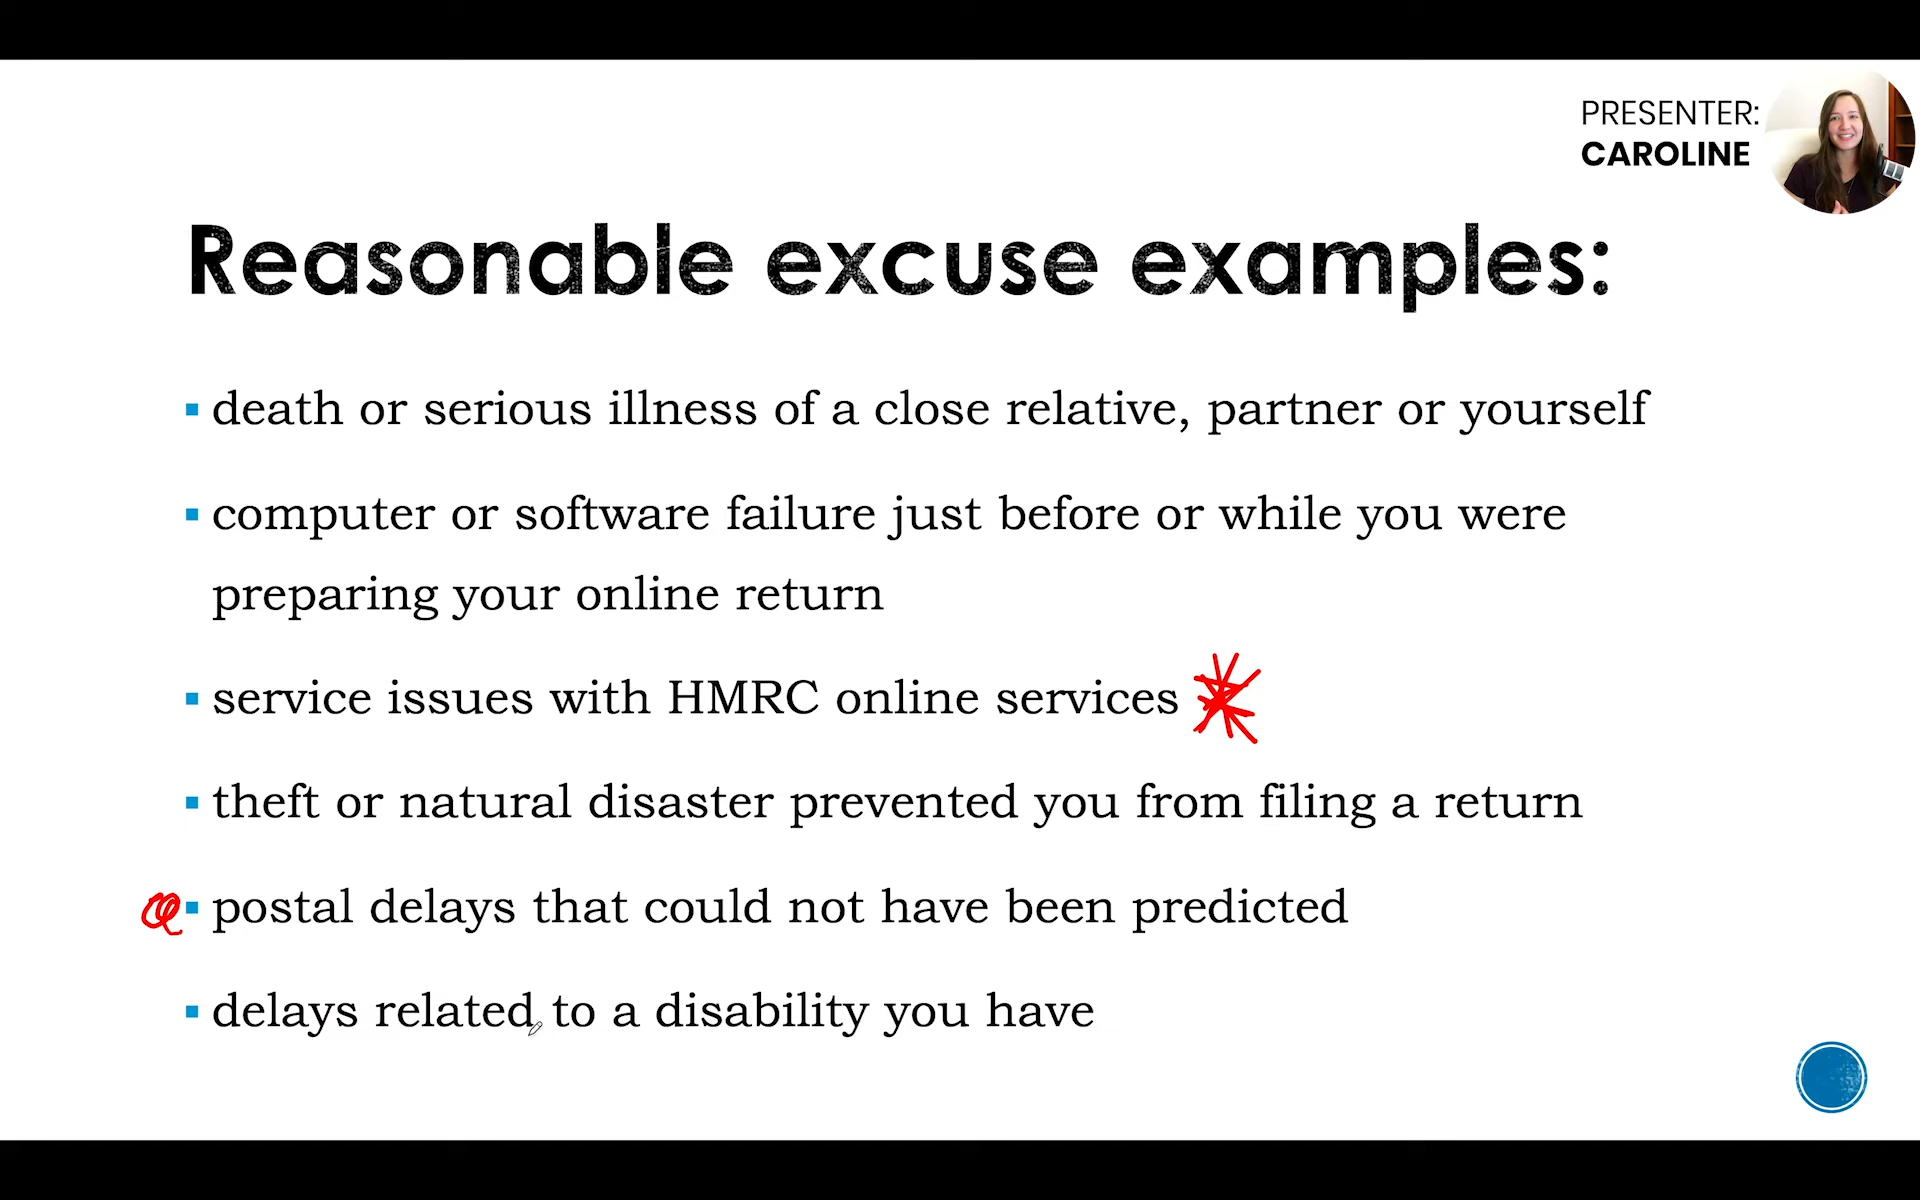 PRESENTER:
CAROLINE
Reasonable excuse examples:
▪ death or serious illness of a close relative, partner or yourself
▪ computer or software failure just before or while you were
preparing your online return
▪ service issues with HMRC online services
▪ theft or natural disaster prevented you from filing a return
▪ postal delays that could not have been predicted
▪ delays related to a disability you have